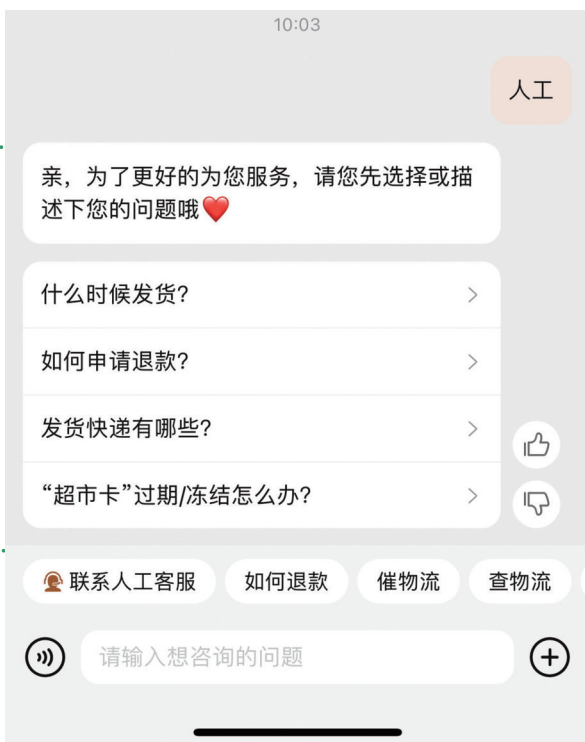 10:03
人工
亲，为了更好的为您服务，请您先选择或描
述下您的问题哦❤️
什么时候发货?
如何申请退款?
发货快递有哪些?
“超市卡”过期/冻结怎么办?
联系人工客服
如何退款
催物流
查物流
请输入想咨询的问题